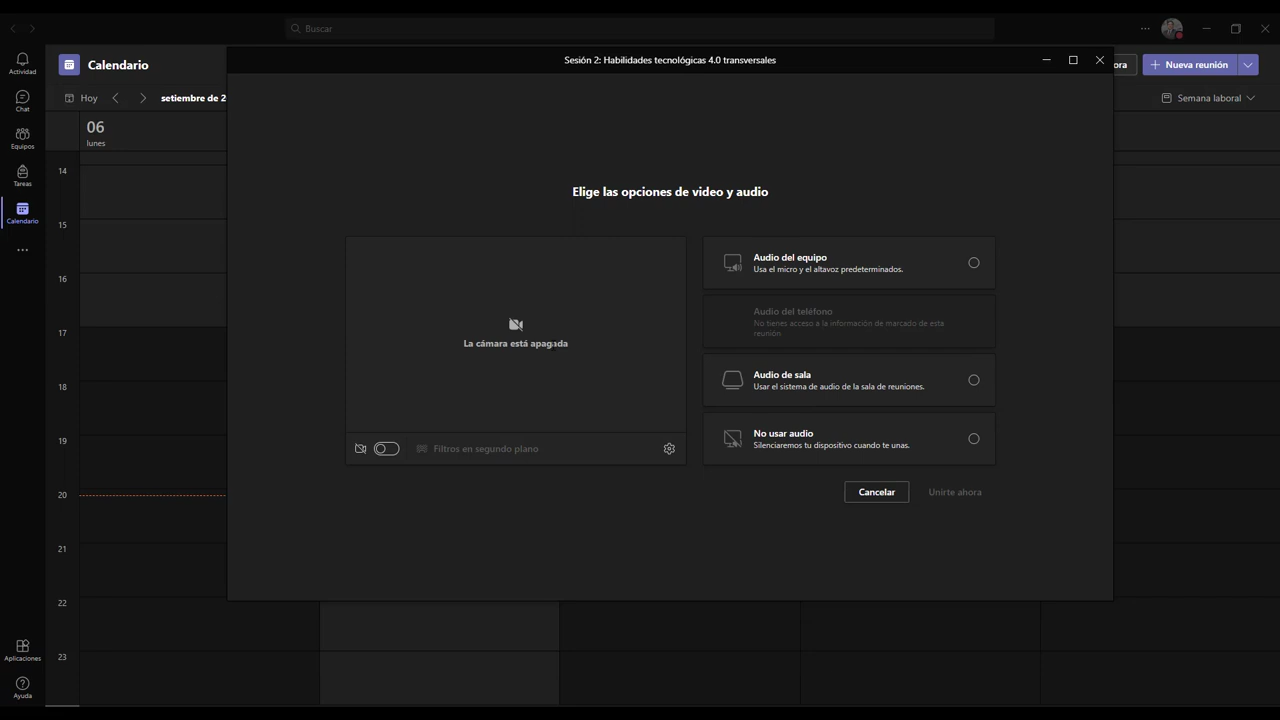 Buscar
Actividad
Chat
Equipos
Tareas
Calendario
Aplicaciones
Ayuda
Calendario
ora
Nueva reunión
Hoy
setiembre de 2
Semana laboral
06
lunes
14
15
16
17
18
19
20
21
22
23
Sesión 2: Habilidades tecnológicas 4.0 transversales
Elige las opciones de video y audio
La cámara está apagada
Filtros en segundo plano
Audio del equipo
Usa el micro y el altavoz predeterminados.
Audio del teléfono
No tienes acceso a la información de marcado de esta
reunión
Audio de sala
Usar el sistema de audio de la sala de reuniones.
No usar audio
Silenciaremos tu dispositivo cuando te unas.
Cancelar
Unirte ahora